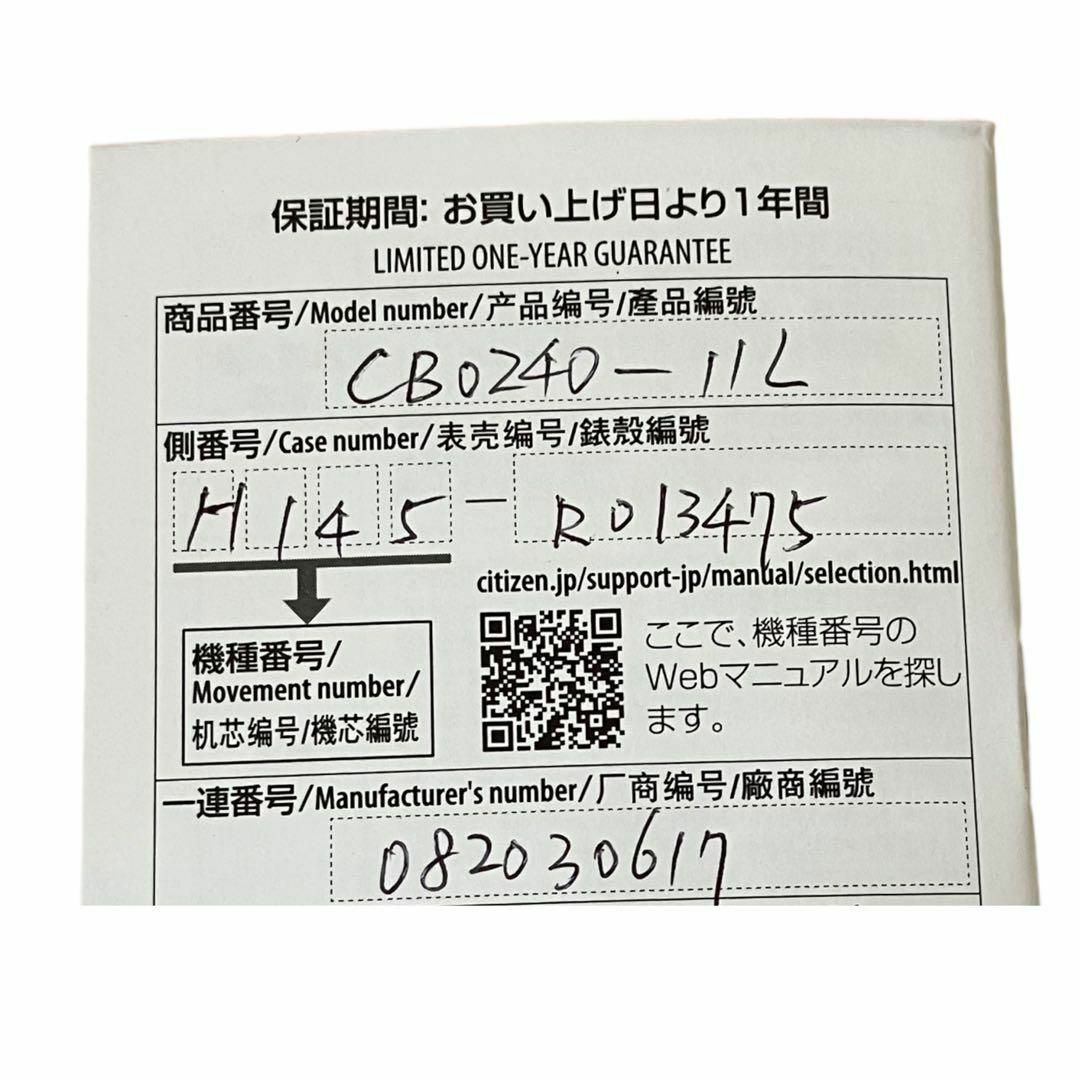 保証期間: お買い上げ日より1年間
LIMITED ONE-YEAR GUARANTEE
商品番号/Model number/产品编号/產品編號
CB0240-11L
側番号/Case number/表壳编号/錶殼編號
H145-R013475
citizen.jp/support-jp/manual/selection.html
機種番号/
Movement number/
机芯编号/機芯編號
ここで、機種番号の
Webマニュアルを探し
ます。
一連番号/Manufacturer's number/厂商编号/廠商編號
082030617